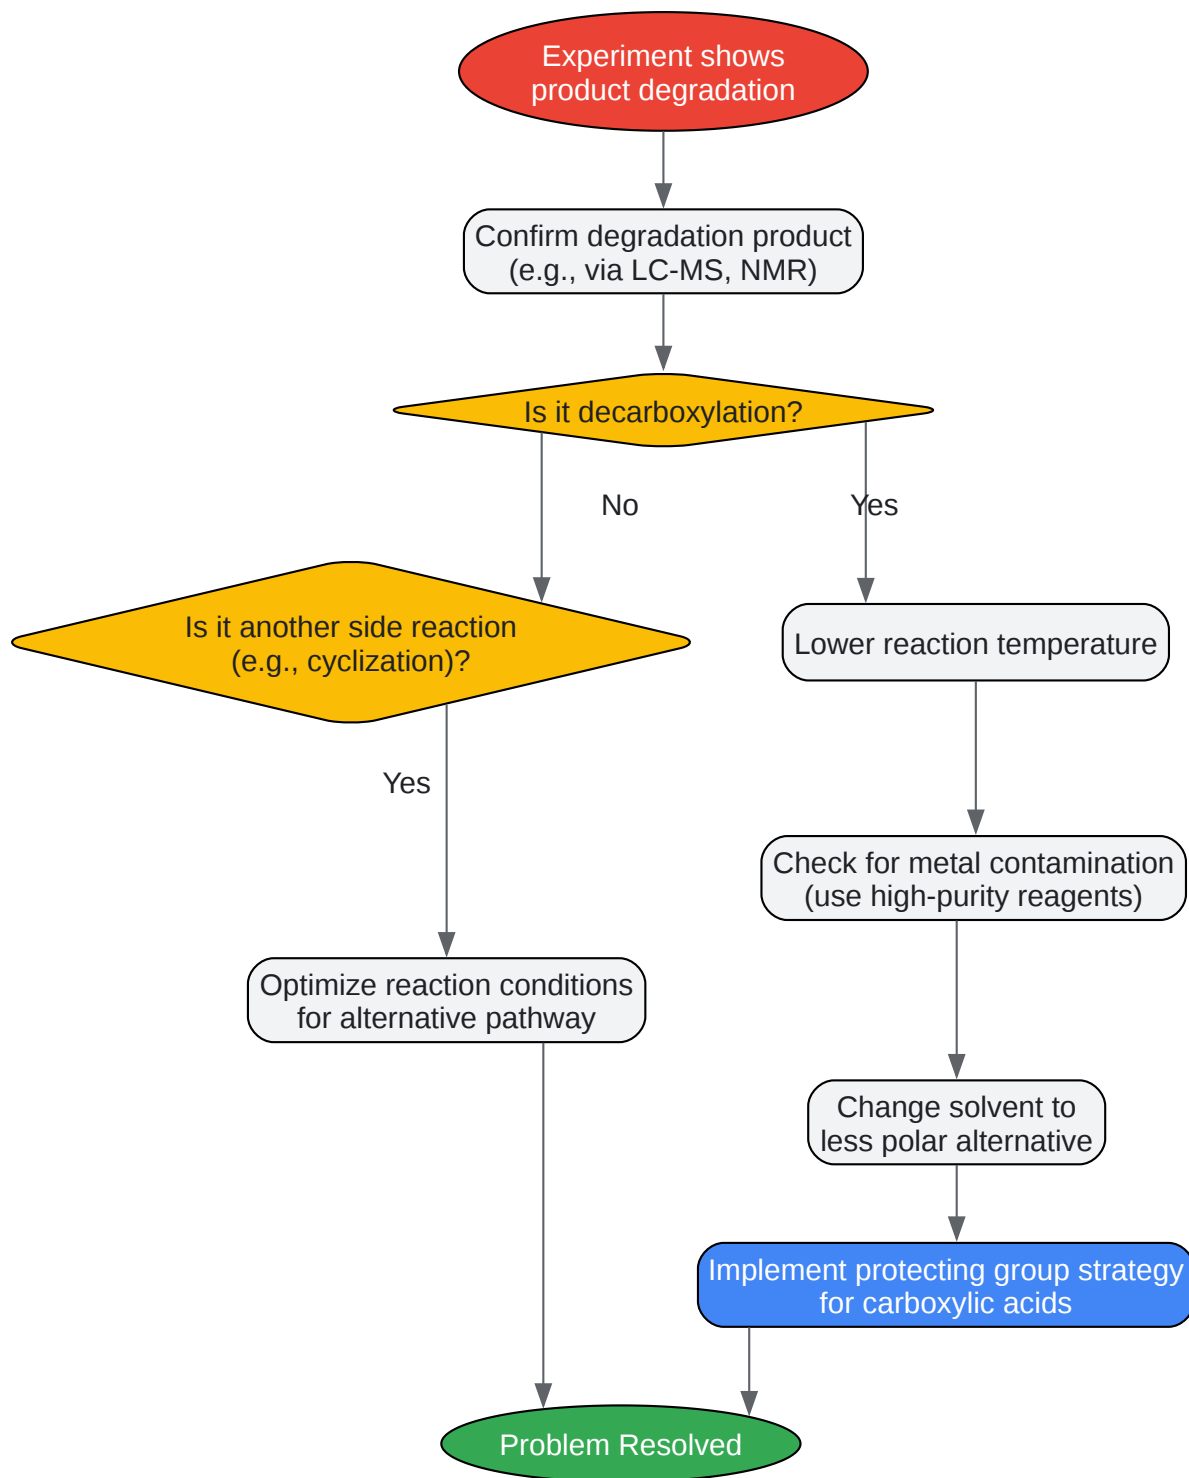 Experiment shows
product degradation
Confirm degradation product
(e.g., via LC-MS, NMR)
Is it decarboxylation?
No
Yes
Is it another side reaction
(e.g., cyclization)?
Lower reaction temperature
Yes
Check for metal contamination
(use high-purity reagents)
Optimize reaction conditions
for alternative pathway
Change solvent to
less polar alternative
Implement protecting group strategy
for carboxylic acids
Problem Resolved